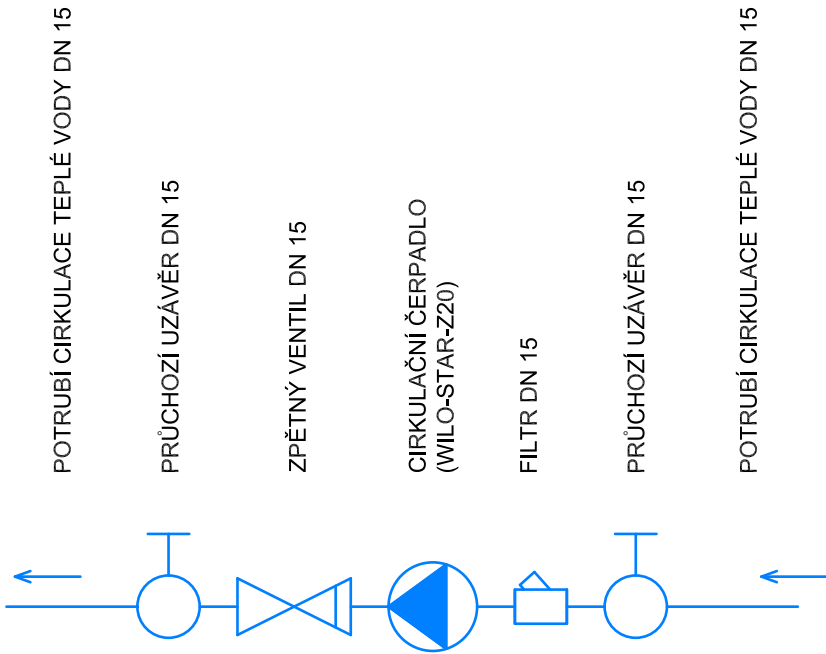 POTRUBÍ CIRKULACE TEPLÉ VODY DN 15
PRŮCHOZÍ UZÁVĚR DN 15
ZPĚTNÝ VENTIL DN 15
CIRKULAČNÍ ČERPADLO
(WILO-STAR-Z20)
FILTR DN 15
PRŮCHOZÍ UZÁVĚR DN 15
POTRUBÍ CIRKULACE TEPLÉ VODY DN 15